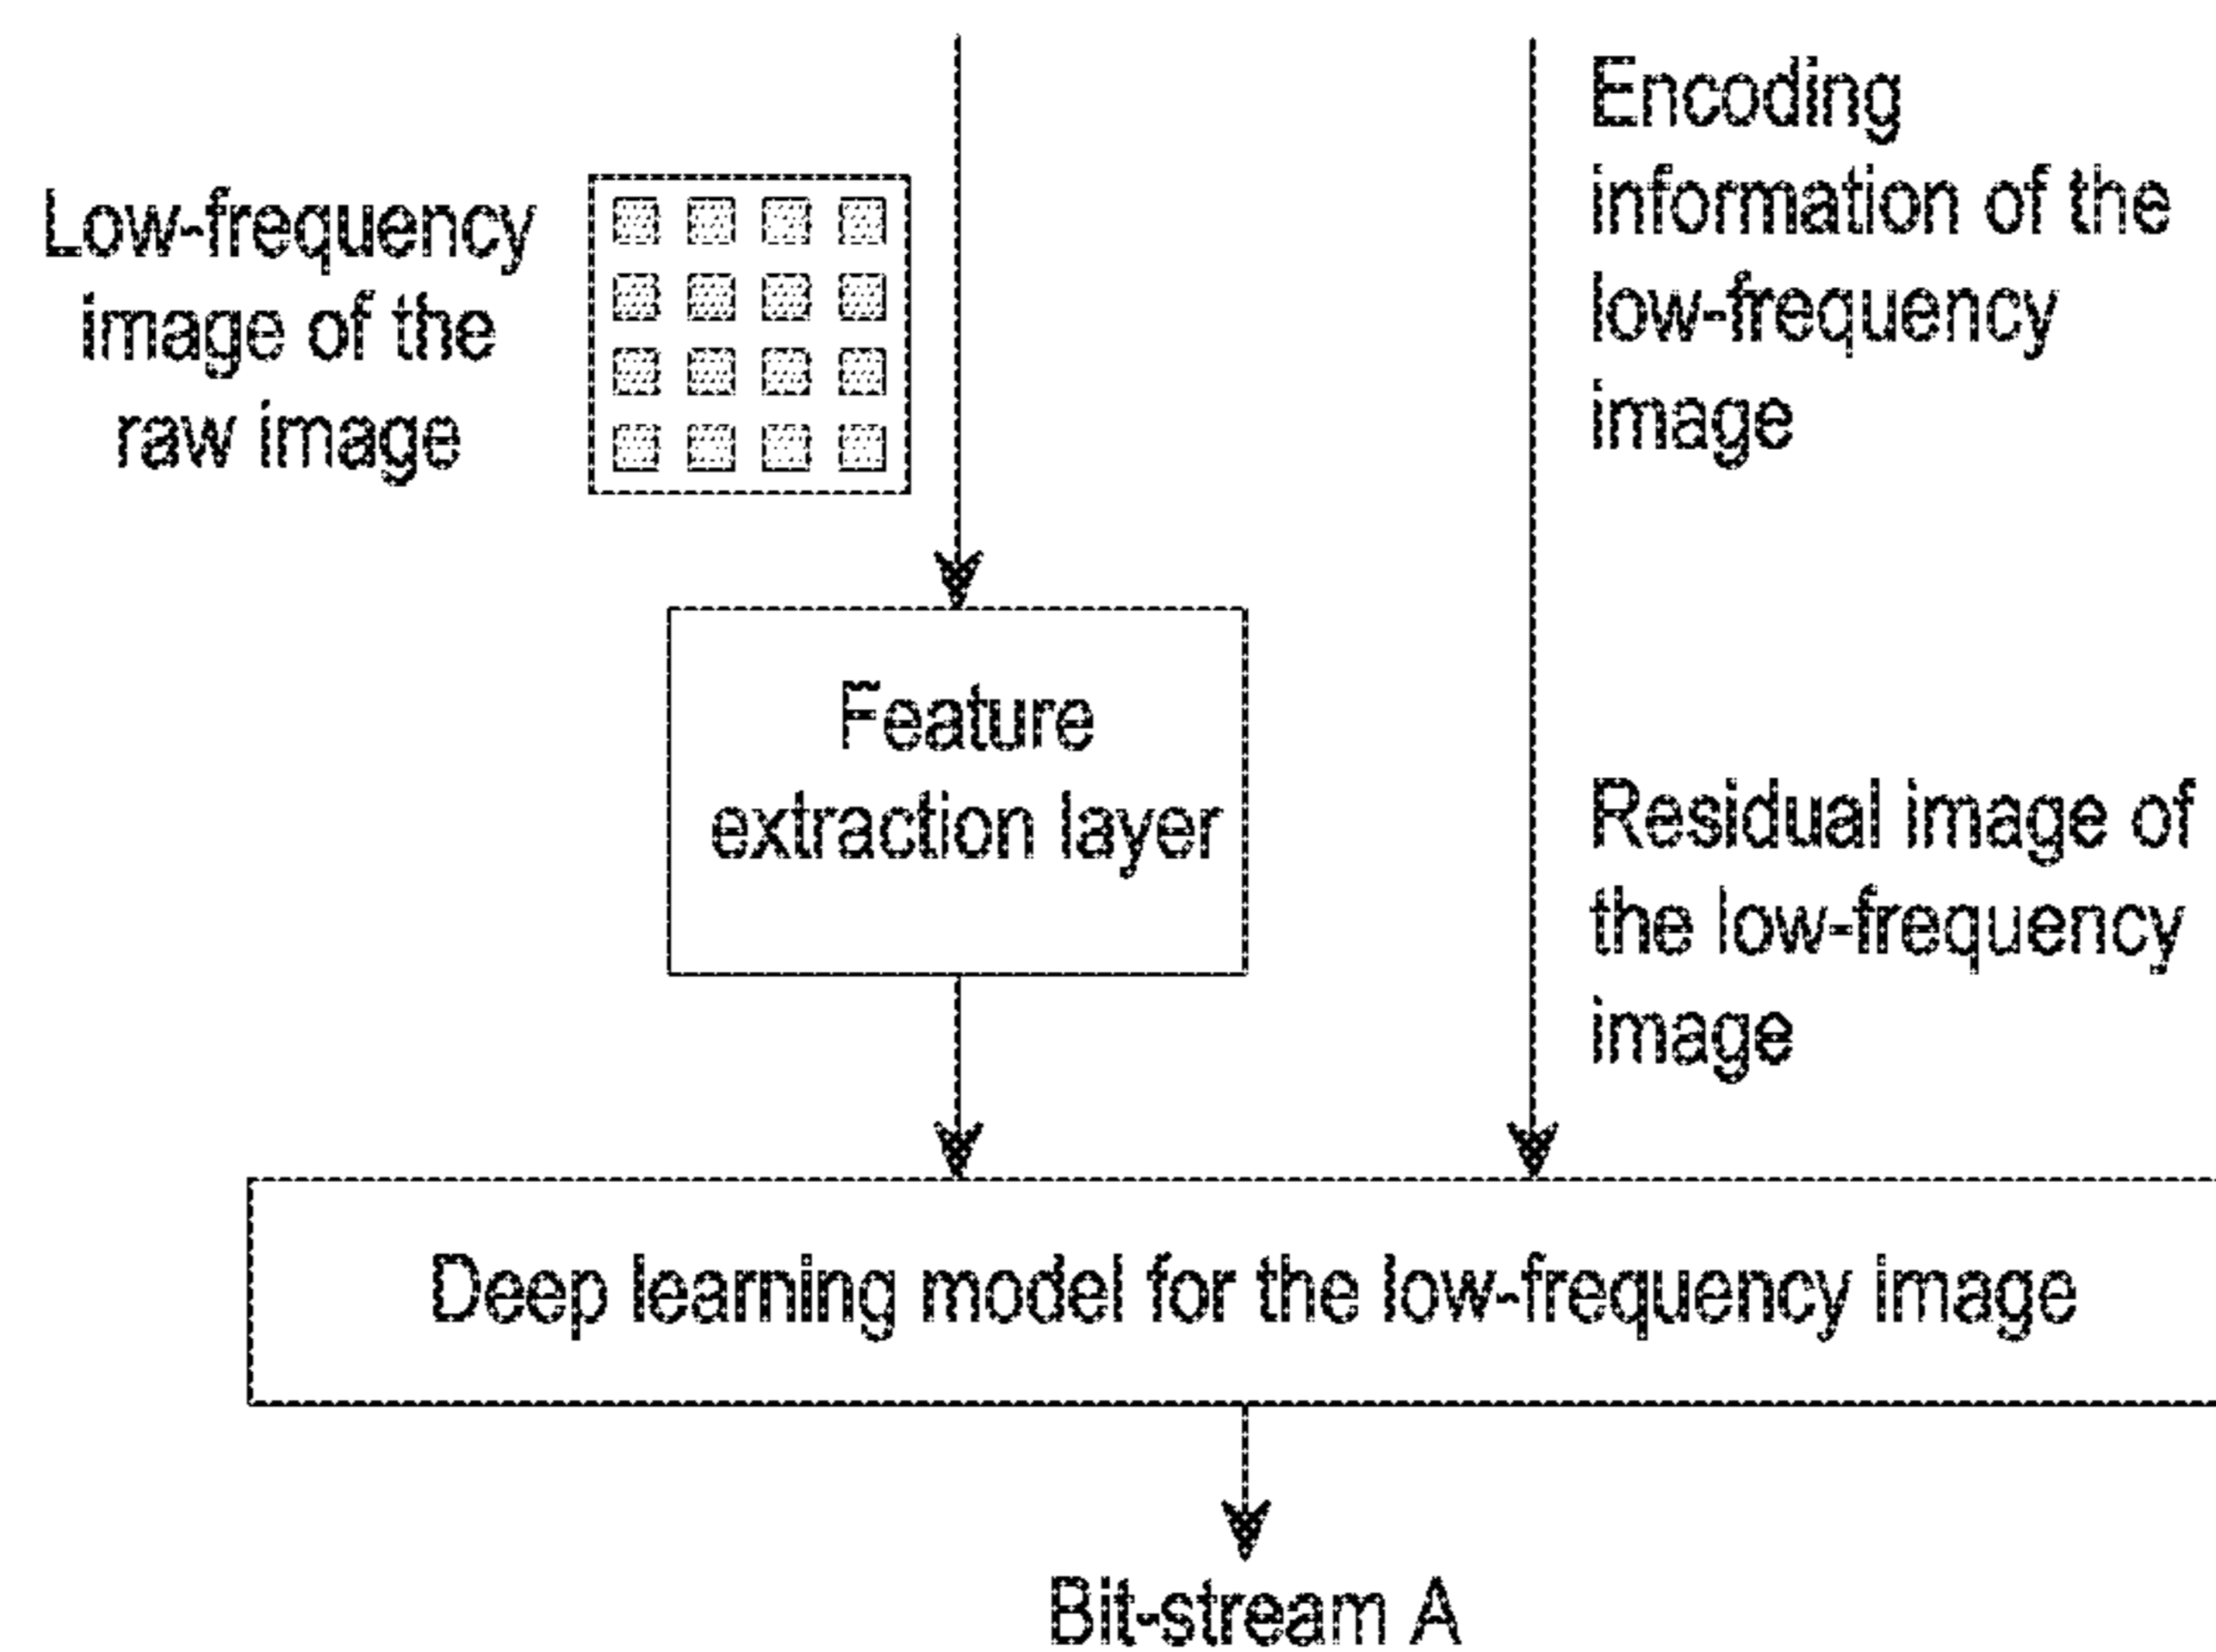 Low-frequency
image of the
raw image
Encoding
information of the
low-frequency
image
Feature
extraction layer
Residual image of
the low-frequency
image
Deep learning model for the low-frequency image
Bit-stream A